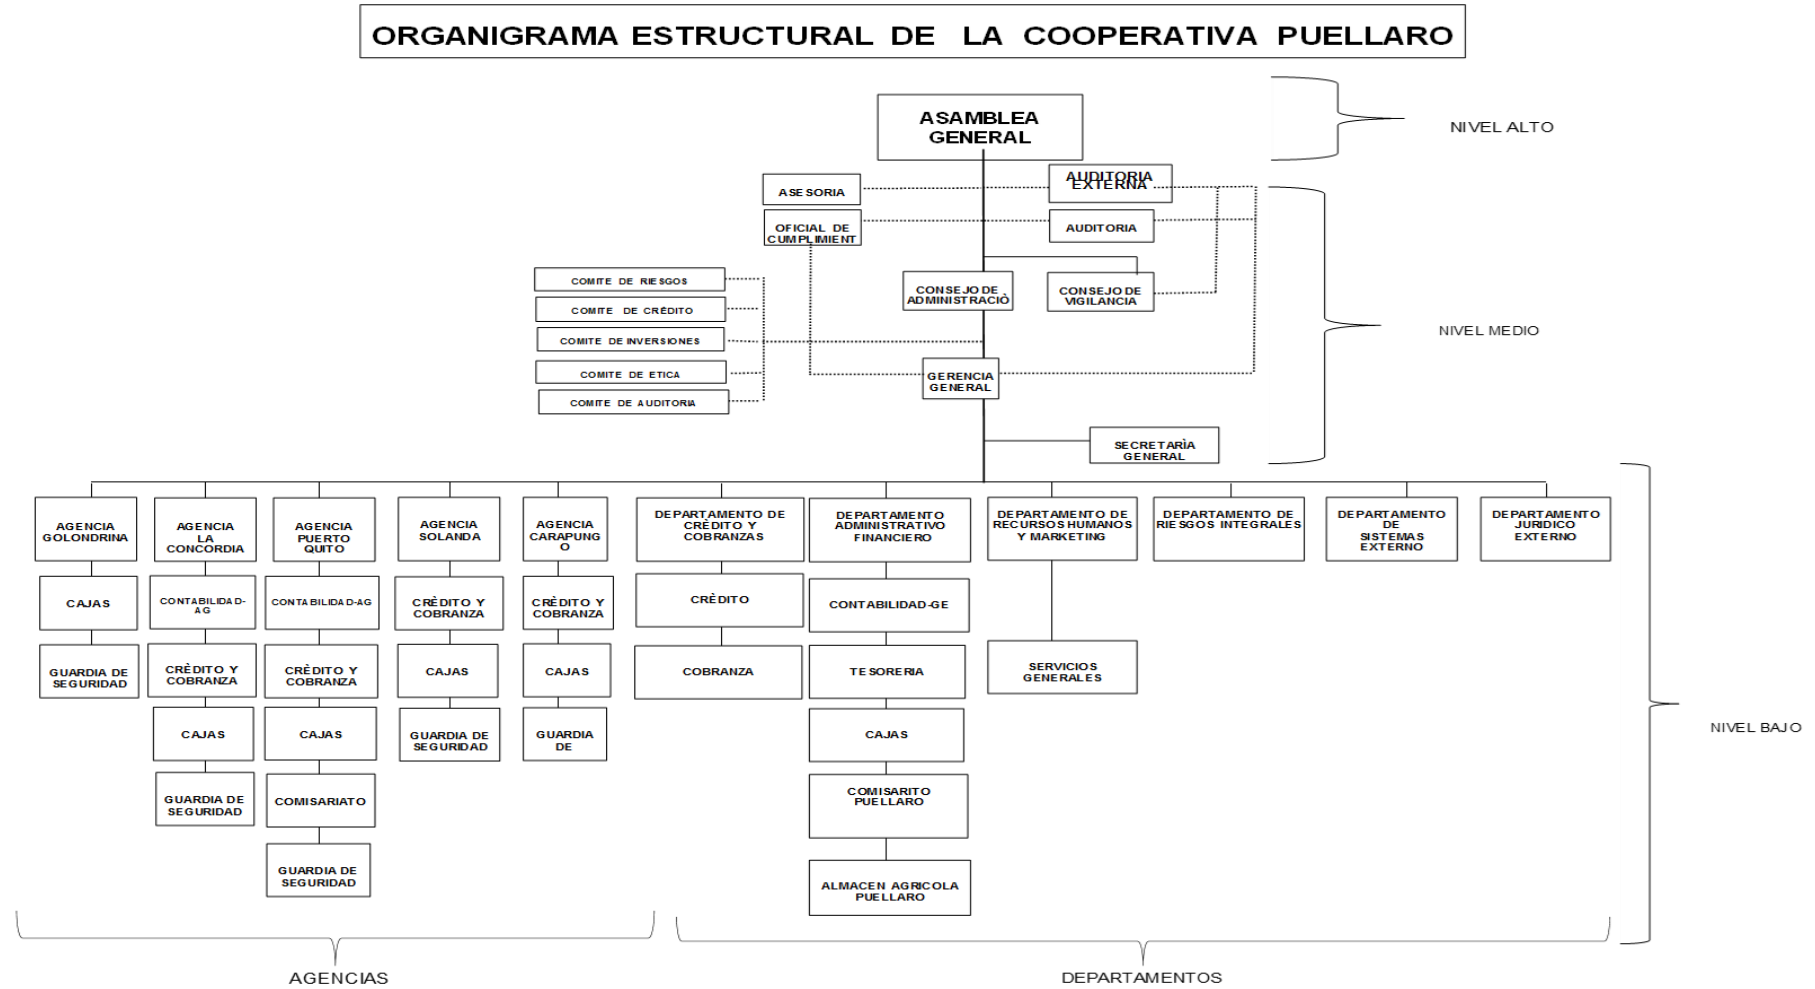 ORGANIGRAMA ESTRUCTURAL DE LA COOPERATIVA PUELLARO
ASAMBLEA
GENERAL
NIVEL ALTO
ASESORIA
AUDITORIA
EXTERNA
OFICIAL DE
CUMPLIMIENT
AUDITORIA
COMITE DE RIESGOS
COMITE DE CRÉDITO
COMITE DE INVERSIONES
COMITE DE ETICA
COMITE DE AUDITORIA
CONSEJO DE
ADMINISTRACIÒ
CONSEJO DE
VIGILANCIA
NIVEL MEDIO
GERENCIA
GENERAL
SECRETARÌA
GENERAL
AGENCIA
GOLONDRINA
CAJAS
GUARDIA DE
SEGURIDAD
AGENCIA
LA
CONCORDIA
CONTABILIDAD-
AG
CRÈDITO Y
COBRANZA
CAJAS
GUARDIA DE
SEGURIDAD
AGENCIA
PUERTO
QUITO
CONTABILIDAD-AG
CRÈDITO Y
COBRANZA
CAJAS
COMISARIATO
GUARDIA DE
SEGURIDAD
AGENCIA
SOLANDA
CRÈDITO Y
COBRANZA
CAJAS
GUARDIA DE
SEGURIDAD
AGENCIA
CARAPUNG
O
CRÈDITO Y
COBRANZA
CAJAS
GUARDIA
DE
DEPARTAMENTO DE
CRÈDITO Y
COBRANZAS
CRÈDITO
COBRANZA
DEPARTAMENTO
ADMINISTRATIVO
FINANCIERO
CONTABILIDAD-GE
TESORERIA
CAJAS
COMISARITO
PUELLARO
ALMACEN AGRICOLA
PUELLARO
DEPARTAMENTO DE
RECURSOS HUMANOS
Y MARKETING
SERVICIOS
GENERALES
DEPARTAMENTO DE
RIESGOS INTEGRALES
DEPARTAMENTO
DE
SISTEMAS
EXTERNO
DEPARTAMENTO
JURIDICO
EXTERNO
NIVEL BAJO
AGENCIAS
DEPARTAMENTOS